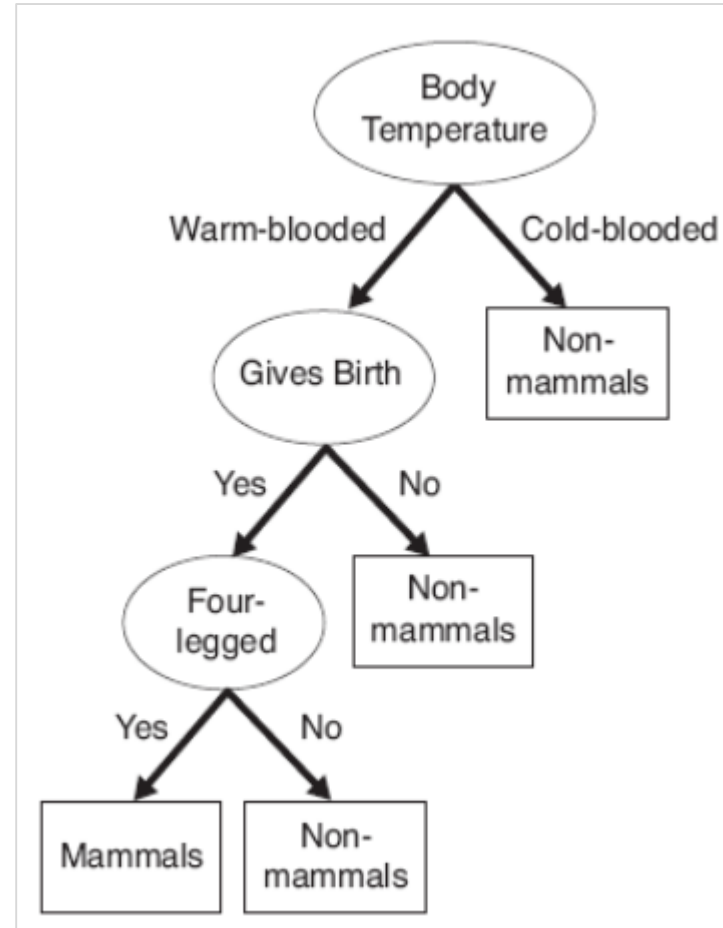 Body
Temperature
Warm-blooded
Cold-blooded
Gives Birth
Non-
mammals
Yes
No
Four-
legged
Non-
mammals
Yes
No
Mammals
Non-
mammals